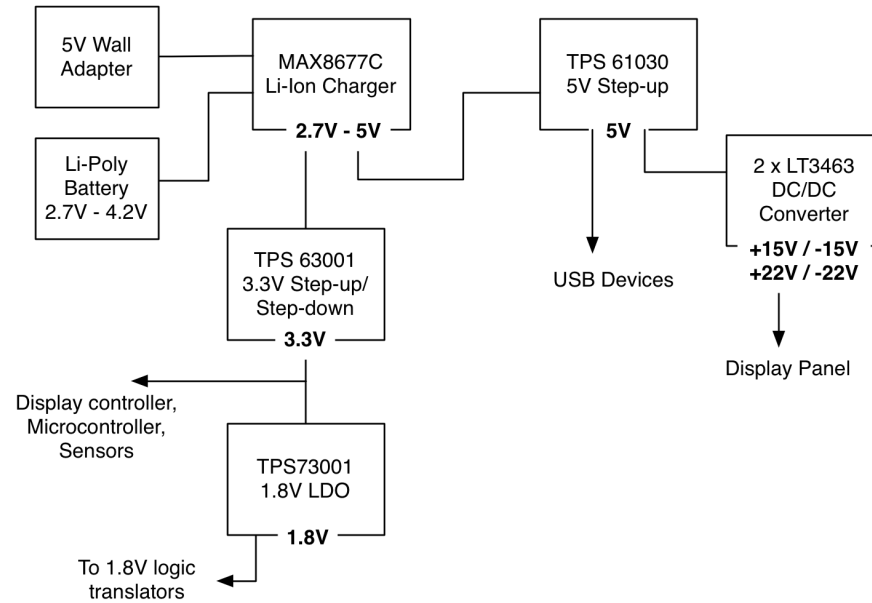 5V Wall
Adapter
MAX8677C
Li-Ion Charger
2.7V - 5V
TPS 61030
5V Step-up
5V
Li-Poly
Battery
2.7V - 4.2V
2 x LT3463
DC/DC
Converter
+15V / -15V
+22V / -22V
TPS 63001
3.3V Step-up/
Step-down
3.3V
USB Devices
Display Panel
Display controller,
Microcontroller,
Sensors
TPS73001
1.8V LDO
1.8V
To 1.8V logic
translators